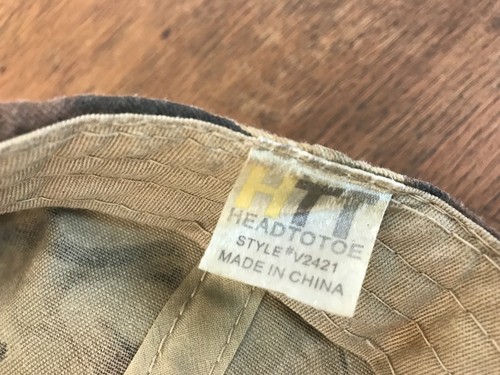 HTT
HEADTOTOE
STYLE#V2421
MADE IN CHINA